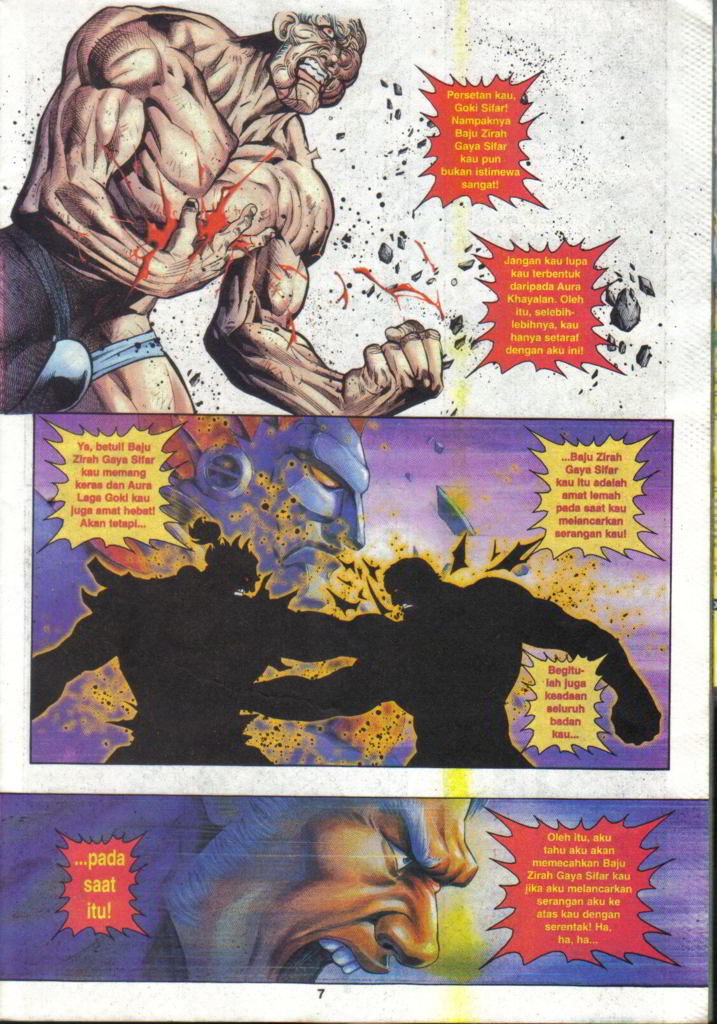 Persetan kau,
Goki Sifar!
Nampaknya
Baju Zirah
Gaya Sifar
kau pun
bukan istimewa
sangat!
Jangan kau lupa
kau terbentuk
daripada Aura
Khayalan. Oleh
itu, selebih-
lebihnya, kau
hanya setaraf
dengan aku ini!
Ya, betul! Baju
Zirah Gaya Sifar
kau memang
keras dan Aura
Laga Goki kau
juga amat hebat!
Akan tetapi...
...Baju Zirah
Gaya Sifar
kau itu adalah
amat lemah
pada saat kau
melancarkan
serangan kau!
Begitu-
lah juga
keadaan
seluruh
badan
kau...
...pada
saat
itu!
Oleh itu, aku
tahu aku akan
memecahkan Baju
Zirah Gaya Sifar kau
jika aku melancarkan
serangan aku ke
atas kau dengan
serentak! Ha,
ha, ha...
7